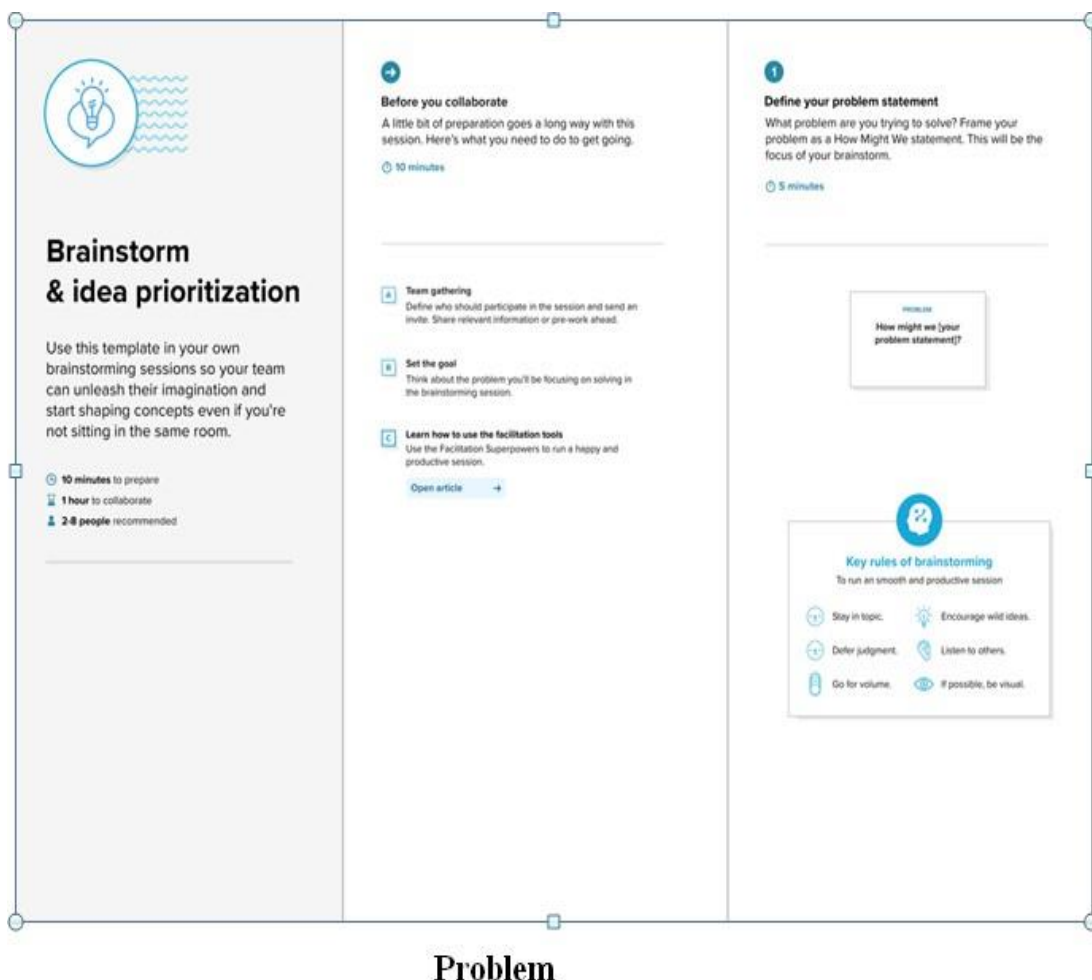 Brainstorm
& idea prioritization
Use this template in your own
brainstorming sessions so your team
can unleash their imagination and
start shaping concepts even if you're
not sitting in the same room.
10 minutes to prepare
1 hour to collaborate
2-8 people recommended
Before you collaborate
A little bit of preparation goes a long way with this
session. Here's what you need to do to get going.
10 minutes
A Team gathering
Define who should participate in the session and send an
invite. Share relevant information or pre-work ahead.
B Set the goal
Think about the problem you'll be focusing on solving in
the brainstorming session.
C Learn how to use the facilitation tools
Use the Facilitation Superpowers to run a happy and
productive session.
Open article
1
Define your problem statement
What problem are you trying to solve? Frame your
problem as a How Might We statement. This will be the
focus of your brainstorm.
5 minutes
PROBLEM
How might we [your
problem statement]?
Key rules of brainstorming
To run an smooth and productive session
Stay in topic. Encourage wild ideas.
Defer judgment. Listen to others.
Go for volume. If possible, be visual.
Problem